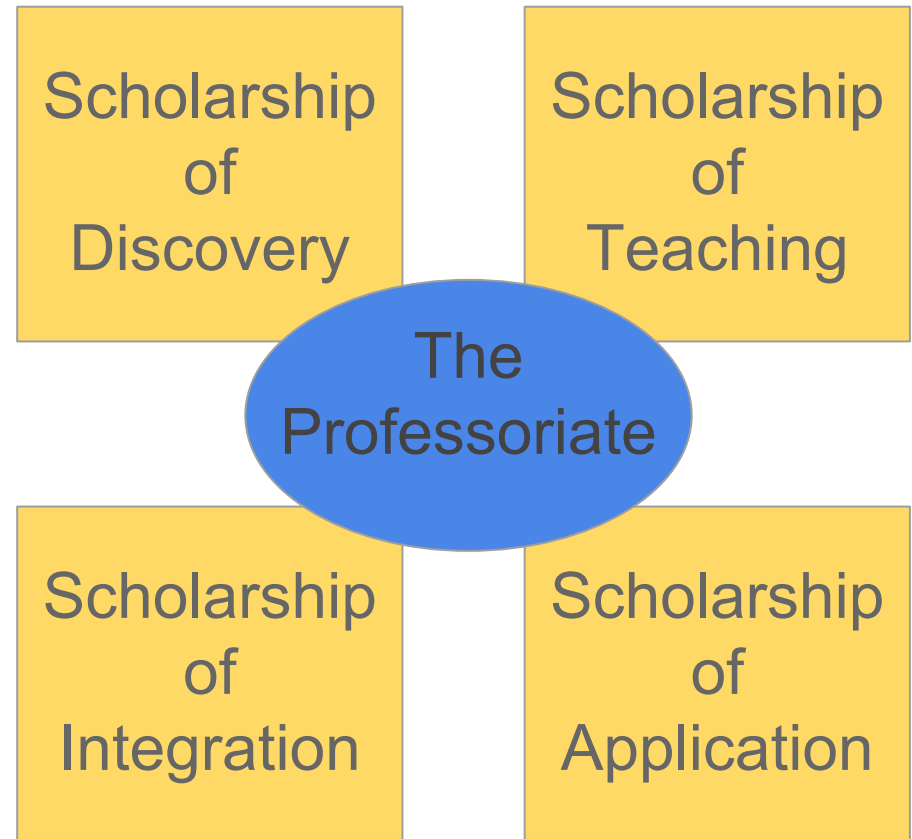 Scholarship
of
Discovery
Scholarship
of
Teaching
The
Professoriate
Scholarship
of
Integration
Scholarship
of
Application